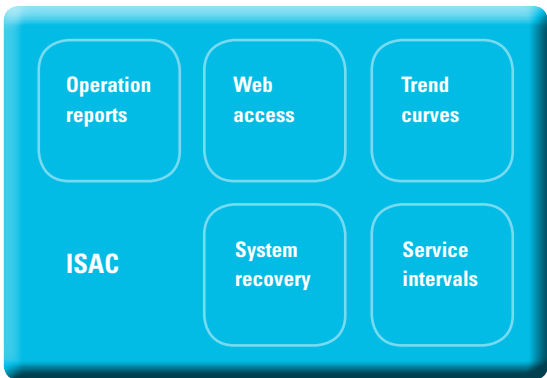 Operation
reports
Web
access
Trend
curves
ISAC
System
recovery
Service
intervals